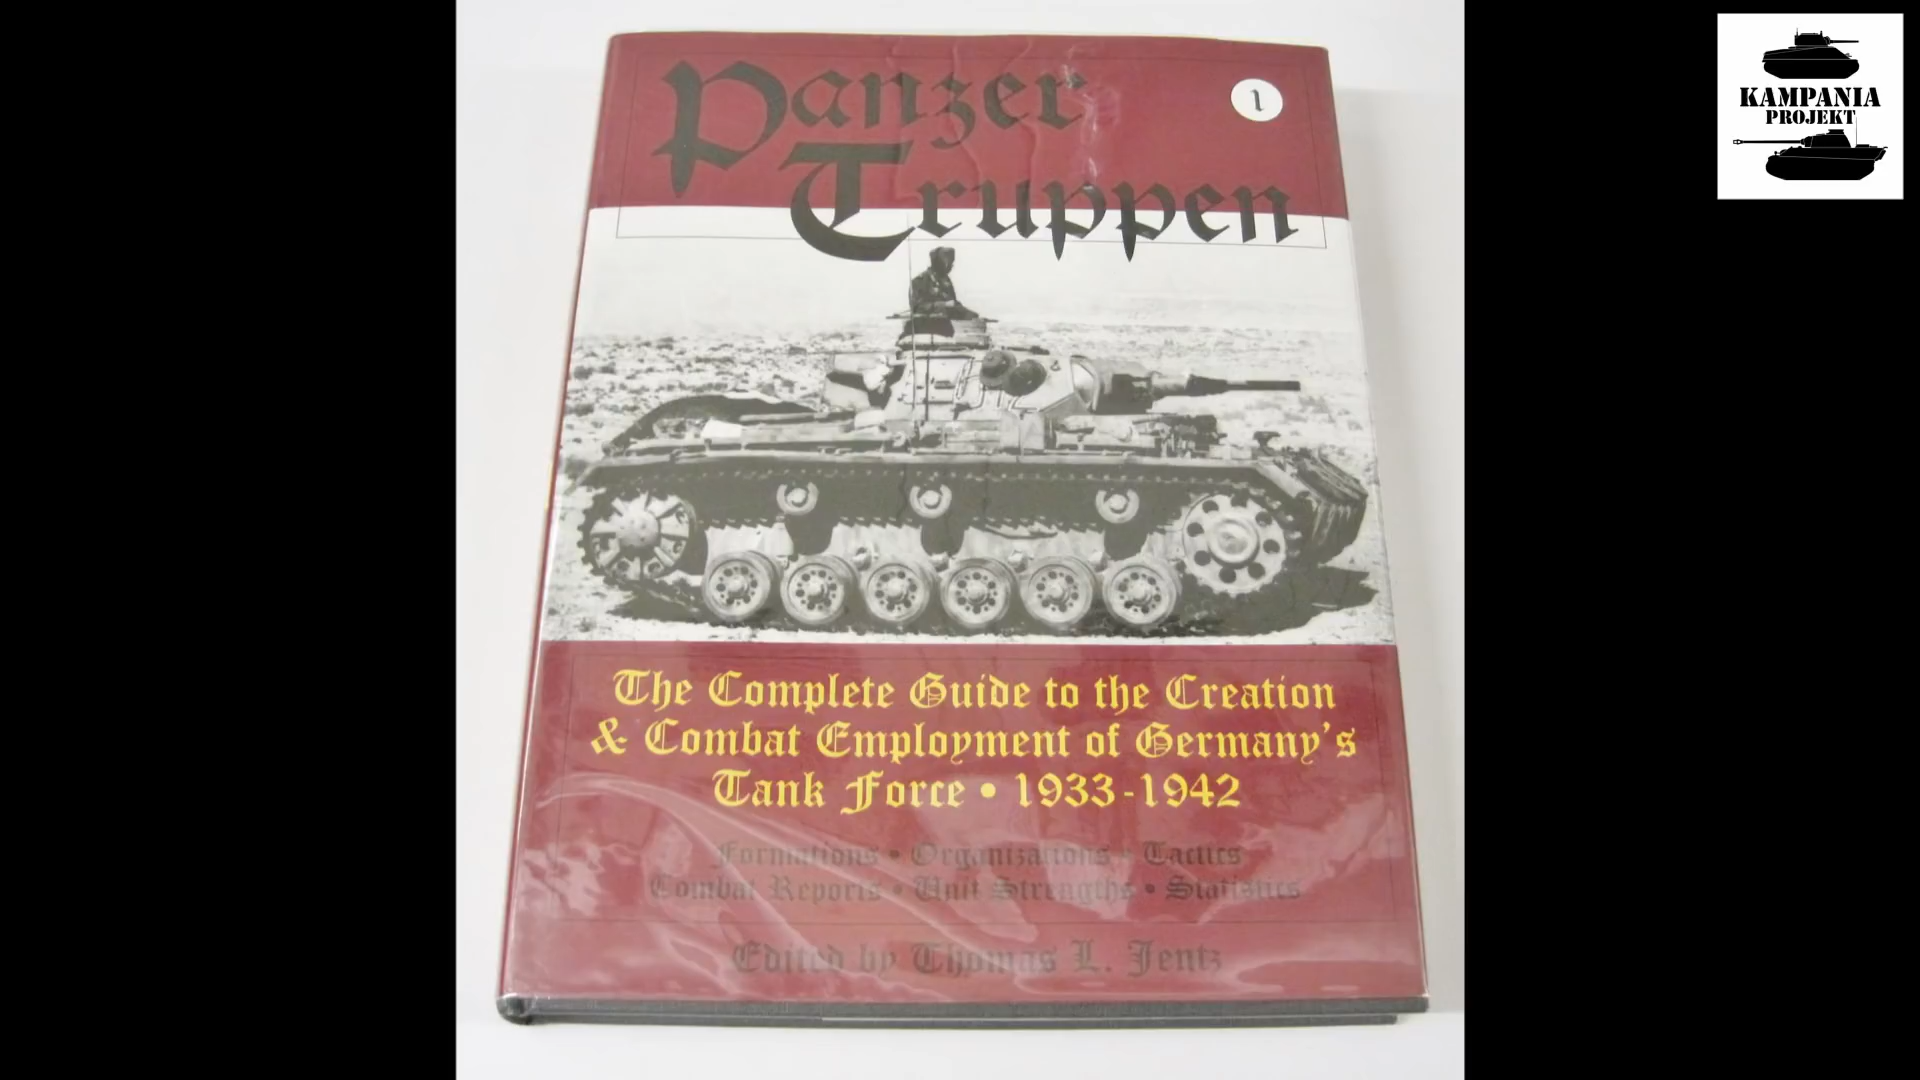 Panzer
1
Truppen
The Complete Guide to the Creation
& Combat Employment of Germany's
Tank Force • 1933-1942
Formations • Organizations • Tactics
Combat Reports • Unit Strengths • Statistics
Edited by Thomas L. Jentz
KAMPANIA
PROJEKT